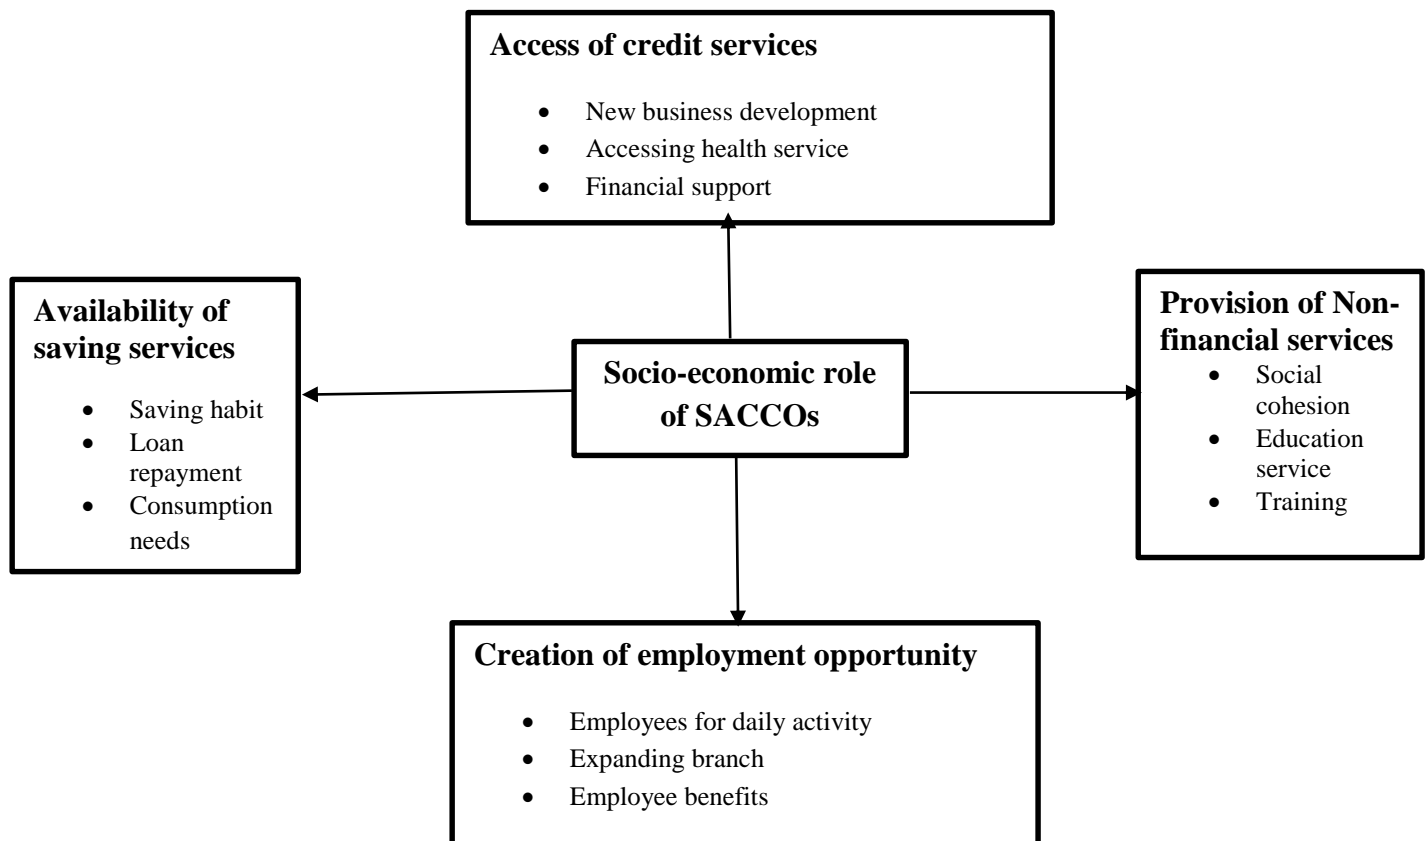 Access of credit services
• New business development
• Accessing health service
• Financial support
Availability of
saving services
• Saving habit
• Loan
repayment
• Consumption
needs
Socio-economic role
of SACCOs
Provision of Non-
financial services
• Social
cohesion
• Education
service
• Training
Creation of employment opportunity
• Employees for daily activity
• Expanding branch
• Employee benefits